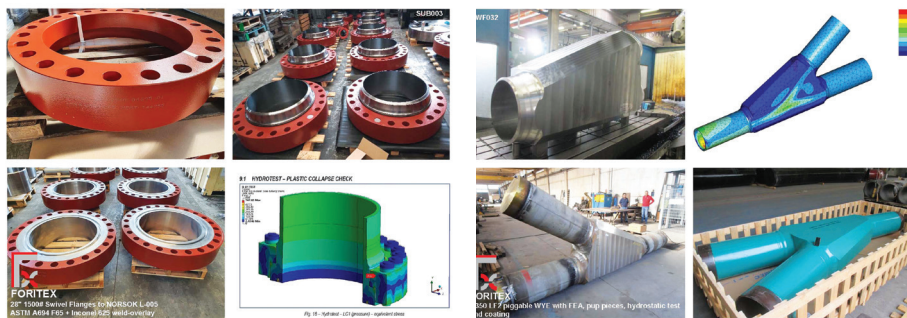 SUB003
WF032
9.1 HYDROTEST – PLASTIC COLLAPSE CHECK
Fig. 15 - Hydrotest - LC1 (pressure) - equivalent stress
FORITEX
28" 1500# Swivel Flanges to NORSOK L-005
ASTM A694 F65 + Inconel 625 weld-overlay
FORITEX
350 LF2 piggable WYE with FEA, pup pieces, hydrostatic test
nd coating